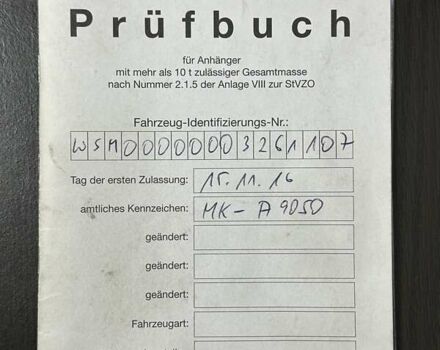 Prüfbuch
für Anhänger
mit mehr als 10 t zulässiger Gesamtmasse
nach Nummer 2.1.5 der Anlage VIII zur StVZO
Fahrzeug-Identifizierungs-Nr.:
WSM00000003261107
Tag der ersten Zulassung: 15.11.16
amtliches Kennzeichen: MK-A 9050
geändert:
geändert:
geändert:
Fahrzeugart: